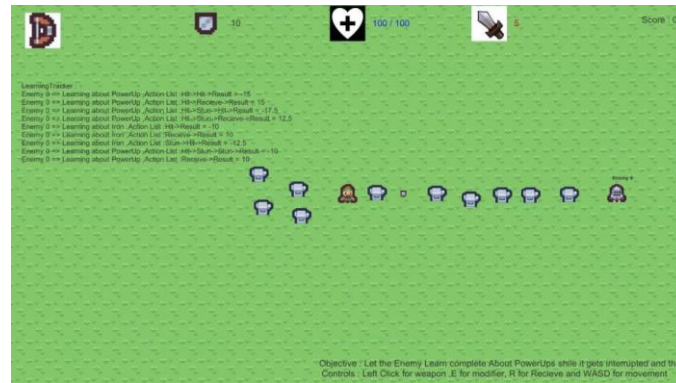 10
100 / 100
5
Score : 0
LearningTracker :
Enemy 0 => Learning about PowerUp ,Action List :Hit->Hit->Result = -15
Enemy 0 => Learning about PowerUp ,Action List :Hit->Recieve->Result = 15
Enemy 0 => Learning about PowerUp ,Action List :Hit->Stun->Hit->Result = -17.5
Enemy 0 => Learning about PowerUp ,Action List :Hit->Stun->Recieve->Result = 12.5
Enemy 0 => Learning about Iron ,Action List :Hit->Result = -10
Enemy 0 => Learning about Iron ,Action List :Recieve->Result = 10
Enemy 0 => Learning about Iron ,Action List :Stun->Hit->Result = -12.5
Enemy 0 => Learning about PowerUp ,Action List :Hit->Stun->Stun->Result = -10
Enemy 0 => Learning about PowerUp ,Action List :Recieve->Result = 10
Enemy 0
Objective : Let the Enemy Learn complete About PowerUps while it gets interrupted and th
Controls : Left Click for weapon ,E for modifier, R for Recieve and WASD for movement